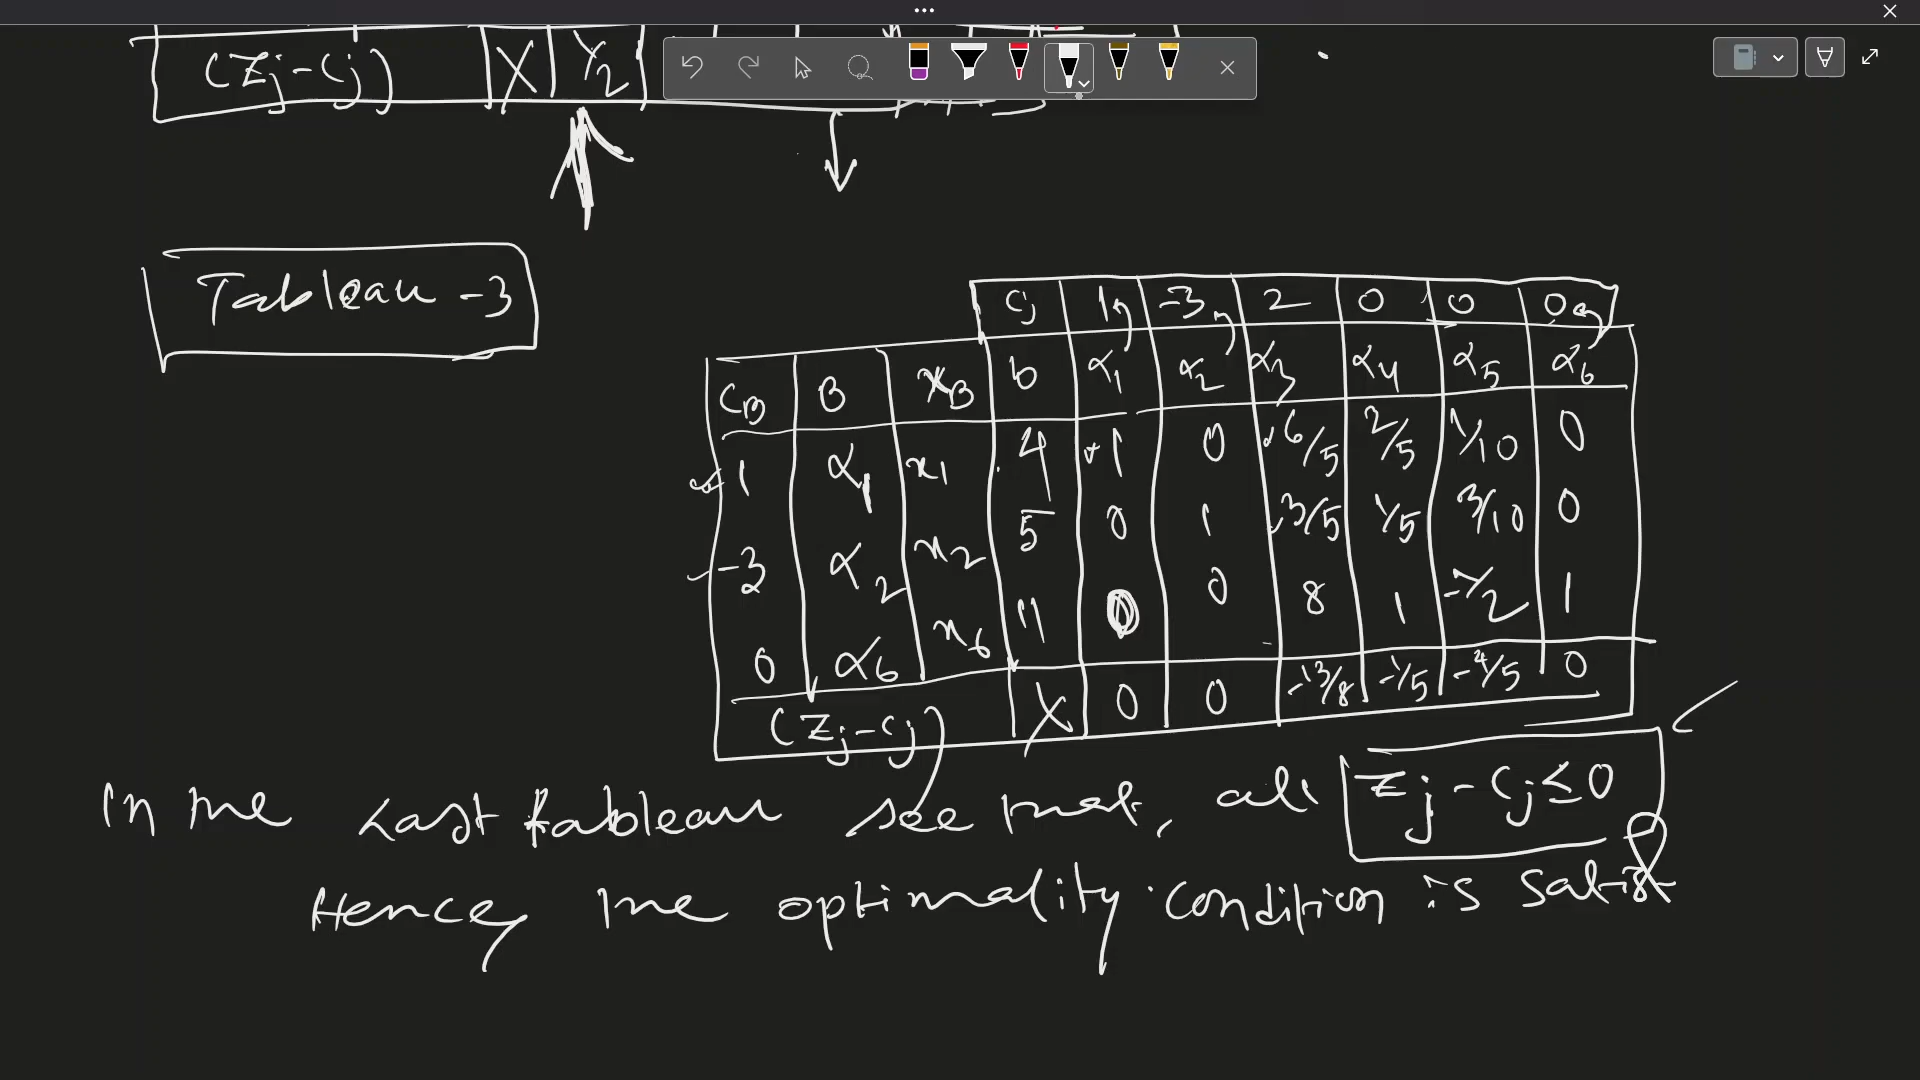 (Zj-Cj) X 1/2
Tableau -3
Cj 1, -3, 2 0 0 0
CB B XB b α1 α2 α3 α4 α5 α6
1 α1 x1 4 1 0 6/5 2/5 1/10 0
-3 α2 x2 5 0 1 3/5 1/5 3/10 0
0 α6 x6 11 0 0 8 1 -1/2 1
(Zj-Cj) X 0 0 -13/8 -1/5 -4/5 0
In the Last tableau see that, all Zj-Cj≤0
Hence the optimality condition is satisf